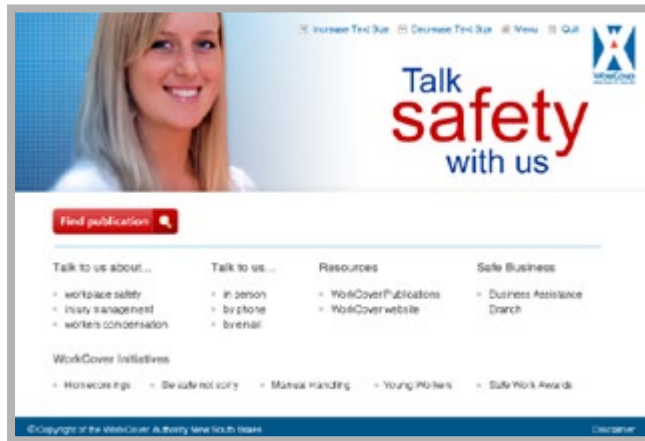 Increase Text Size Decrease Text Size Menu Quit
WorkCover
Talk
safety
with us
Find publication
Talk to us about... Talk to us... Resources Safe Business
workplace safety in person WorkCover Publications Business Assistance
injury management by phone WorkCover website Branch
workers compensation by email
WorkCover Initiatives
Homecomings Be safe not sorry Manual Handling Young Workers Safe Work Awards
© Copyright of the WorkCover Authority New South Wales Disclaimer